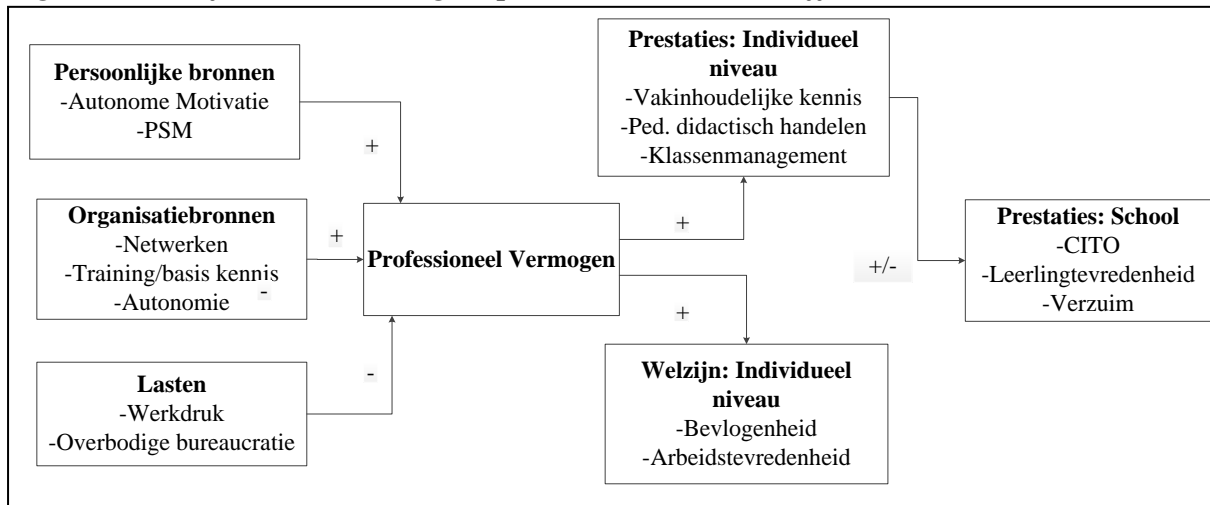 Persoonlijke bronnen
-Autonome Motivatie
-PSM
+
Organisatiebronnen
-Netwerken
-Training/basis kennis
-Autonomie
-
+
Lasten
-Werkdruk
-Overbodige bureaucratie
-
Professioneel Vermogen
+
+
Prestaties: Individueel
niveau
-Vakinhoudelijke kennis
-Ped. didactisch handelen
-Klassenmanagement
Welzijn: Individueel
niveau
-Bevlogenheid
-Arbeidstevredenheid
+/-
Prestaties: School
-CITO
-Leerlingtevredenheid
-Verzuim